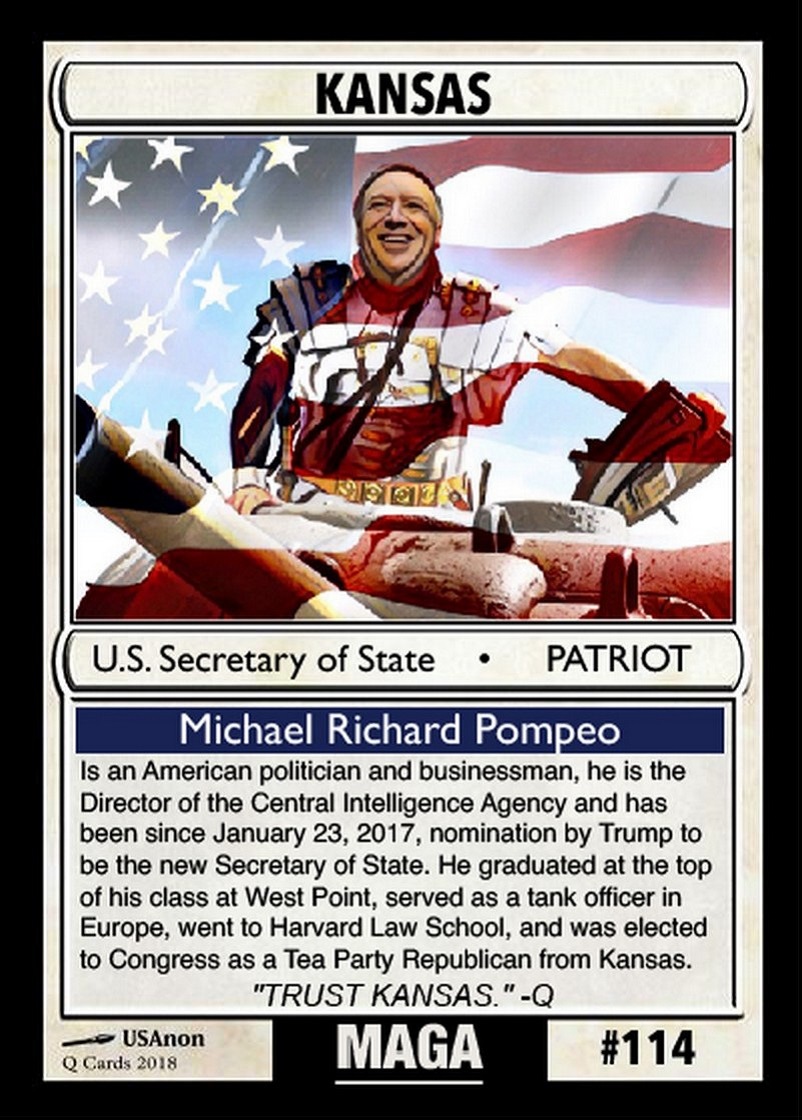 KANSAS
U.S. Secretary of State • PATRIOT
Michael Richard Pompeo
Is an American politician and businessman, he is the
Director of the Central Intelligence Agency and has
been since January 23, 2017, nomination by Trump to
be the new Secretary of State. He graduated at the top
of his class at West Point, served as a tank officer in
Europe, went to Harvard Law School, and was elected
to Congress as a Tea Party Republican from Kansas.
"TRUST KANSAS." -Q
USAnon
Q Cards 2018
MAGA
#114